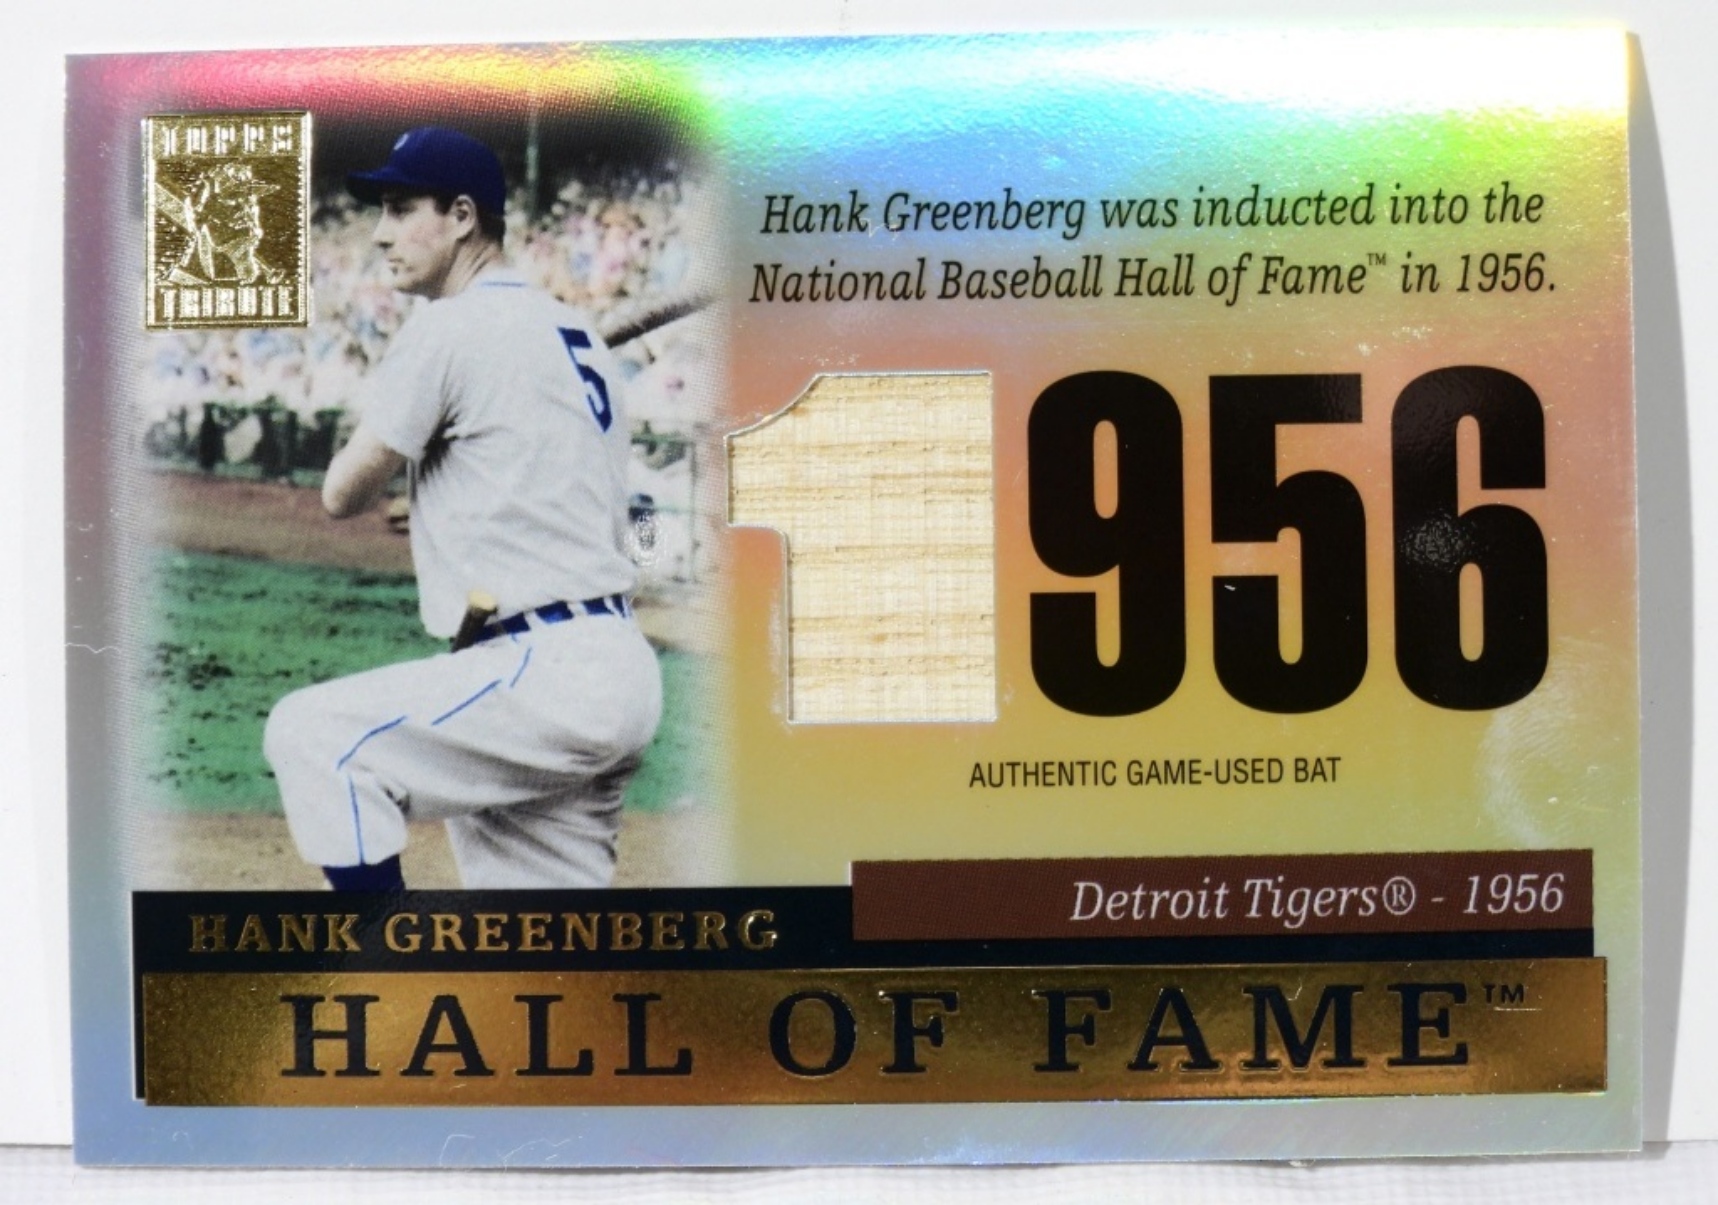 TOPPS
TRIBUTE
5
Hank Greenberg was inducted into the
National Baseball Hall of Fame™ in 1956.
1956
AUTHENTIC GAME-USED BAT
Detroit Tigers® - 1956
HANK GREENBERG
HALL OF FAME™